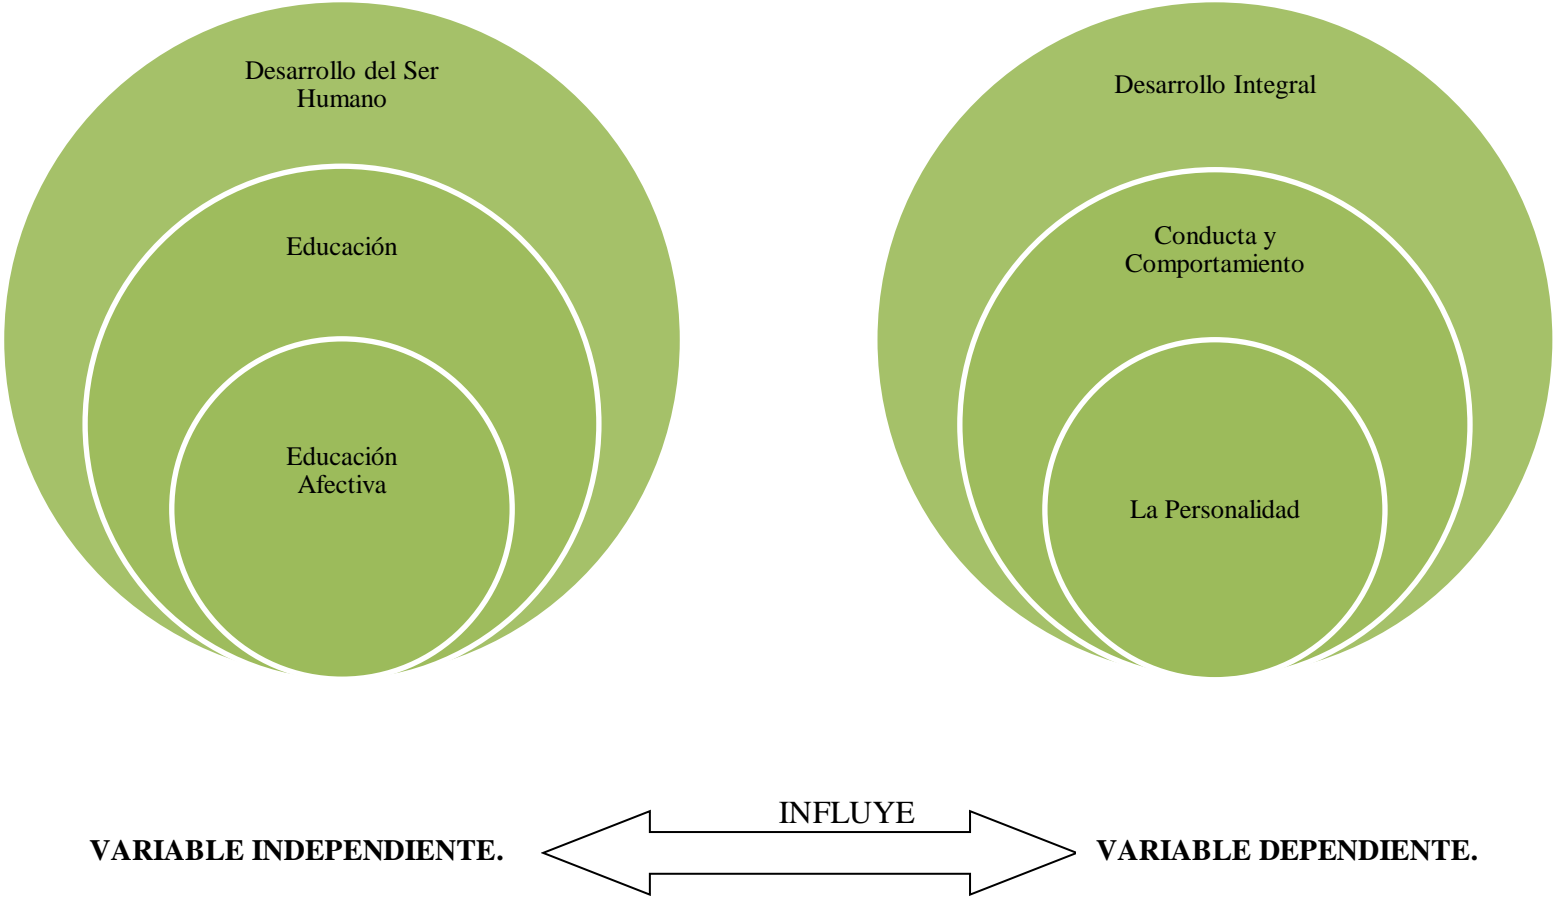 Desarrollo del Ser
Humano
Educación
Educación
Afectiva
Desarrollo Integral
Conducta y
Comportamiento
La Personalidad
INFLUYE
VARIABLE INDEPENDIENTE.
VARIABLE DEPENDIENTE.